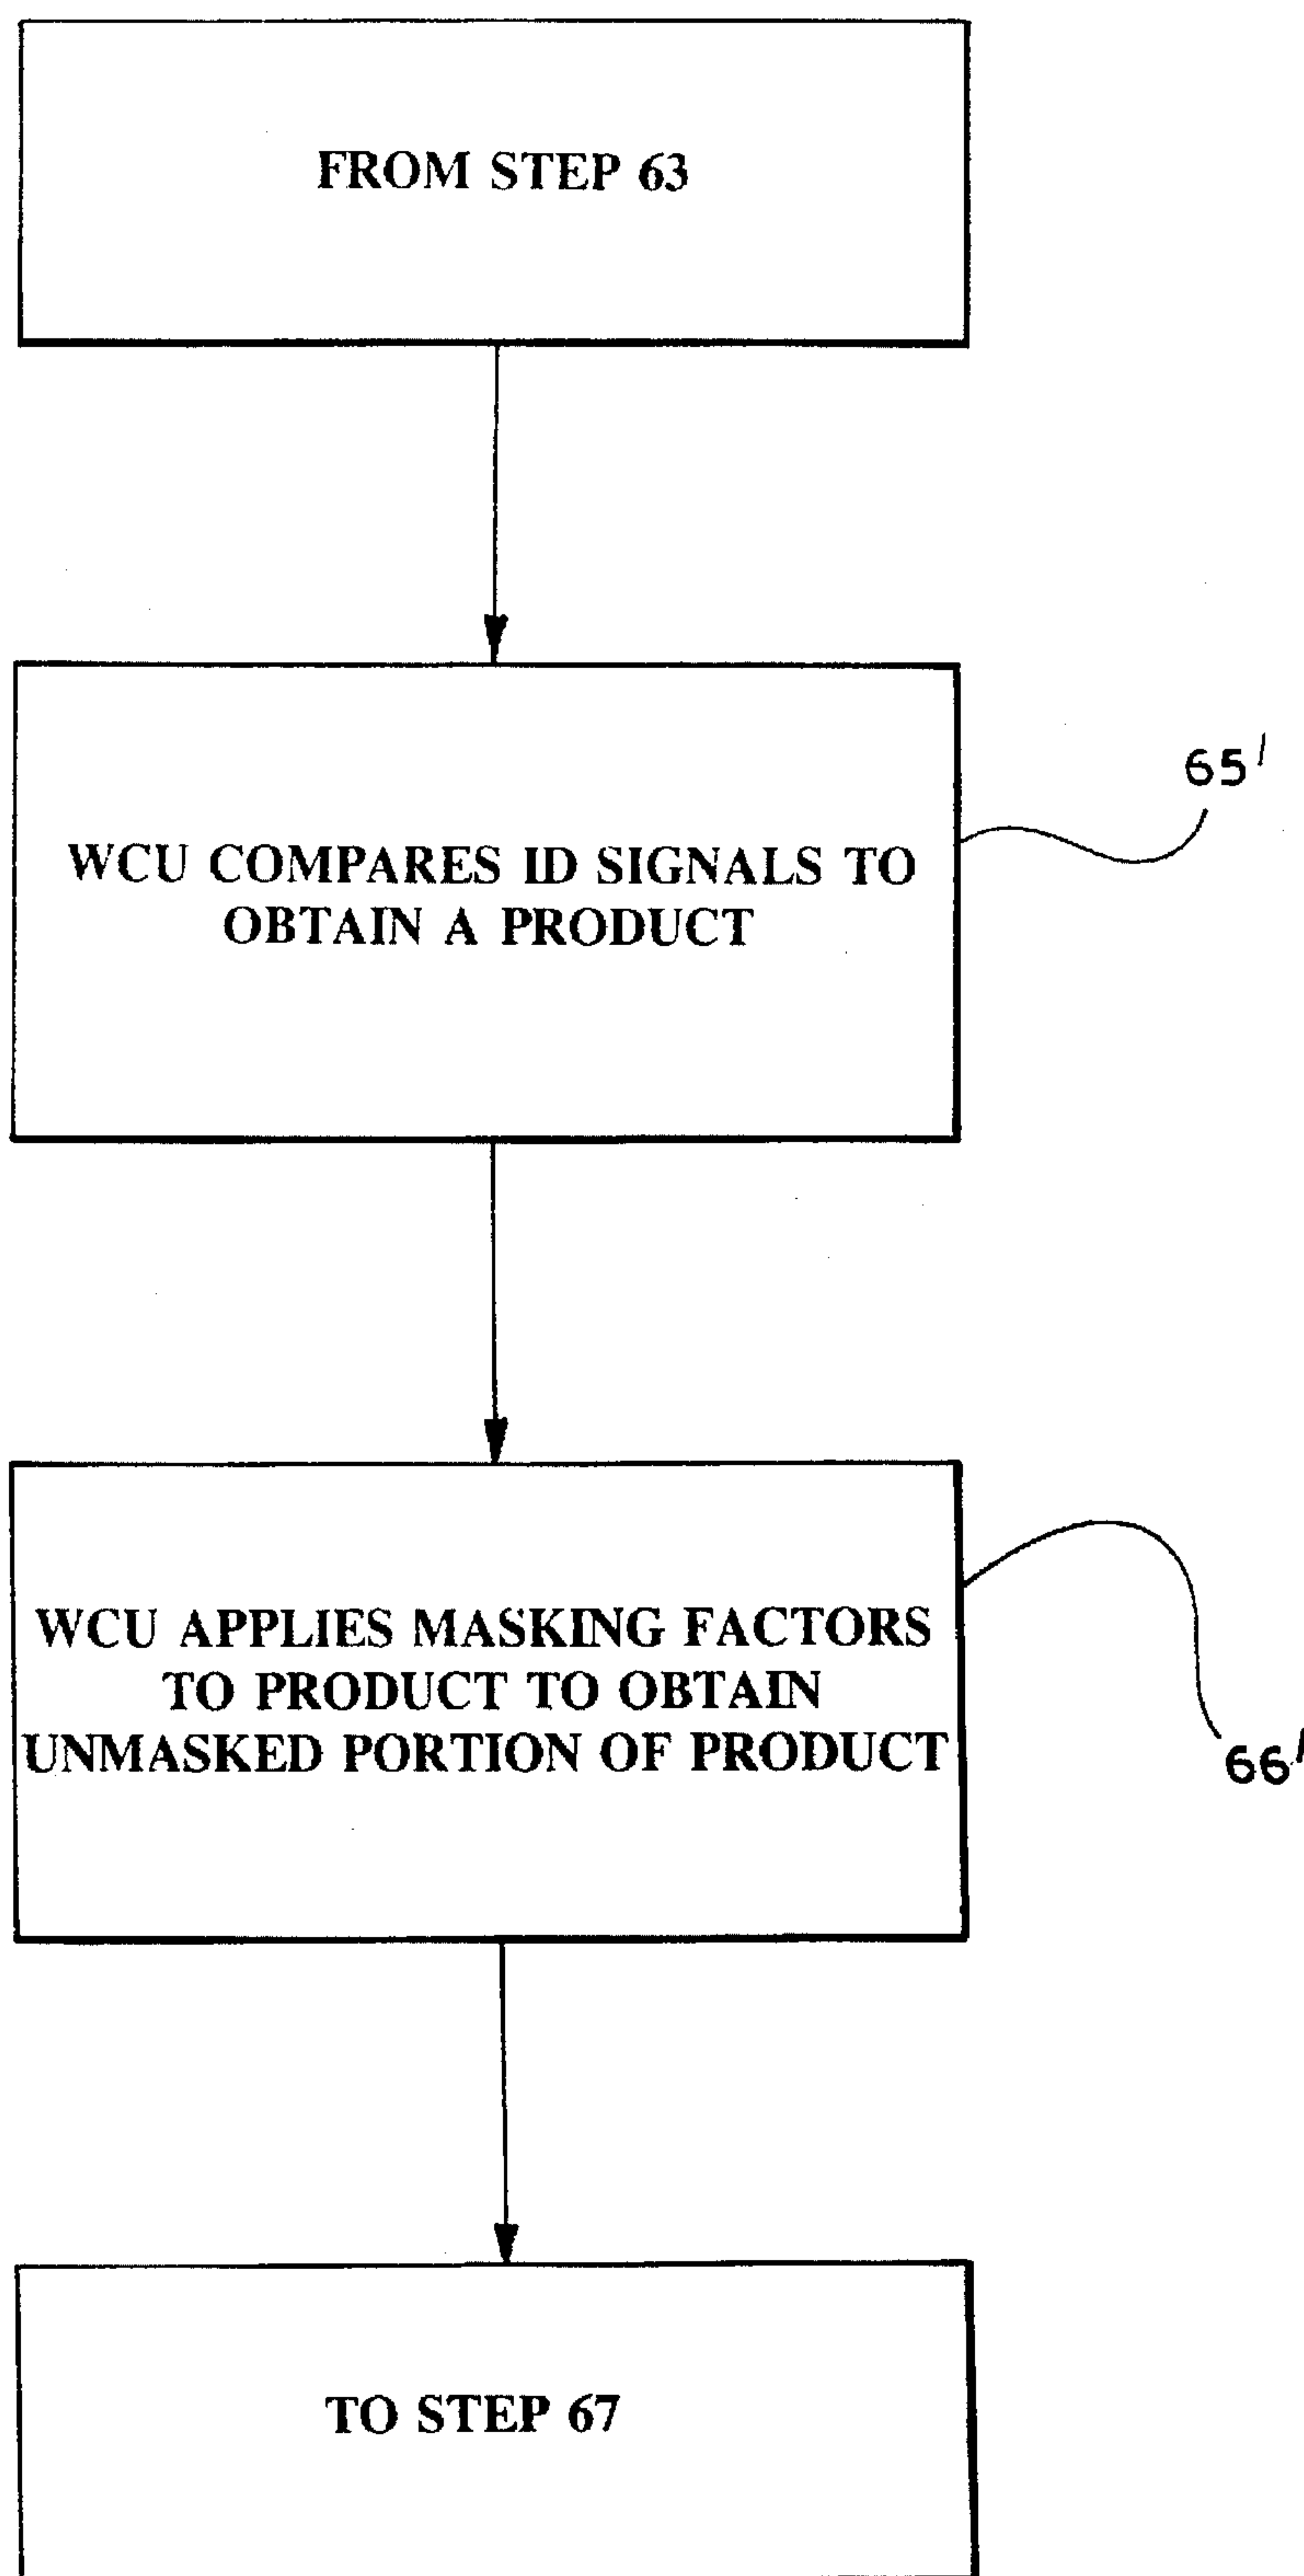 FROM STEP 63
WCU COMPARES ID SIGNALS TO
OBTAIN A PRODUCT
65'
WCU APPLIES MASKING FACTORS
TO PRODUCT TO OBTAIN
UNMASKED PORTION OF PRODUCT
66'
TO STEP 67